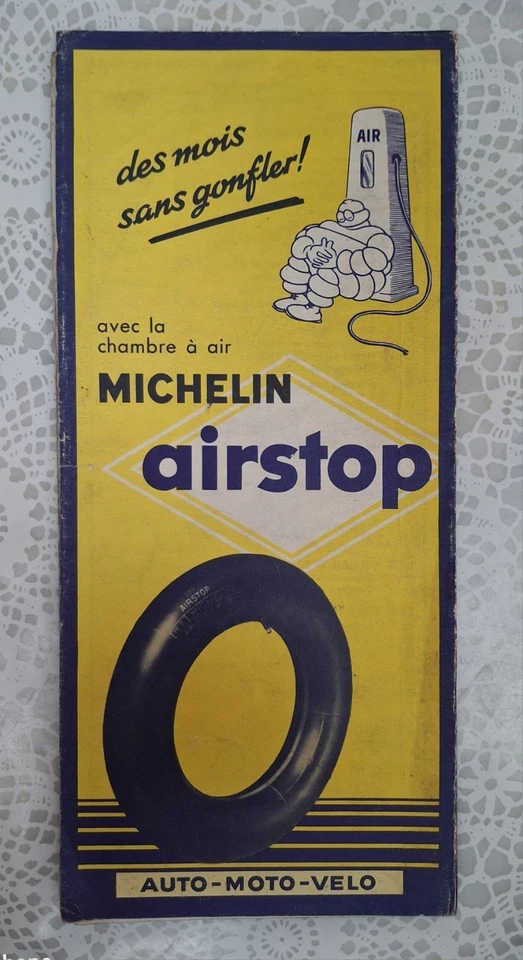 des mois
sans gonfler!
AIR
avec la
chambre à air
MICHELIN
airstop
AIRSTOP
AUTO-MOTO-VELO